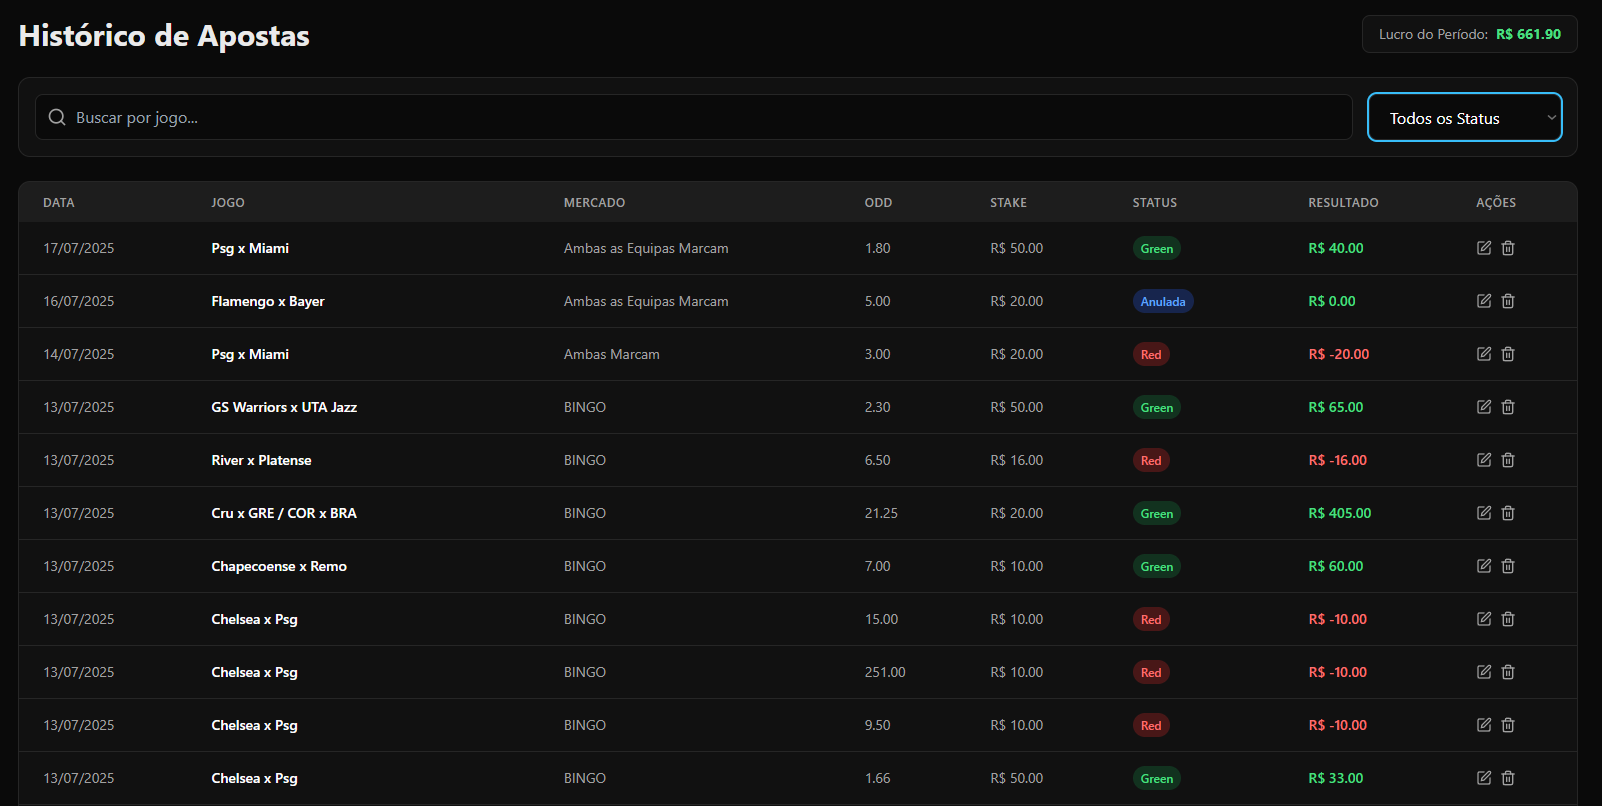 Histórico de Apostas
Lucro do Período: R$ 661.90
Buscar por jogo...
Todos os Status
DATA JOGO MERCADO ODD STAKE STATUS RESULTADO AÇÕES
17/07/2025 Psg x Miami Ambas as Equipas Marcam 1.80 R$ 50.00 Green R$ 40.00
16/07/2025 Flamengo x Bayer Ambas as Equipas Marcam 5.00 R$ 20.00 Anulada R$ 0.00
14/07/2025 Psg x Miami Ambas Marcam 3.00 R$ 20.00 Red R$ -20.00
13/07/2025 GS Warriors x UTA Jazz BINGO 2.30 R$ 50.00 Green R$ 65.00
13/07/2025 River x Platense BINGO 6.50 R$ 16.00 Red R$ -16.00
13/07/2025 Cru x GRE / COR x BRA BINGO 21.25 R$ 20.00 Green R$ 405.00
13/07/2025 Chapecoense x Remo BINGO 7.00 R$ 10.00 Green R$ 60.00
13/07/2025 Chelsea x Psg BINGO 15.00 R$ 10.00 Red R$ -10.00
13/07/2025 Chelsea x Psg BINGO 251.00 R$ 10.00 Red R$ -10.00
13/07/2025 Chelsea x Psg BINGO 9.50 R$ 10.00 Red R$ -10.00
13/07/2025 Chelsea x Psg BINGO 1.66 R$ 50.00 Green R$ 33.00